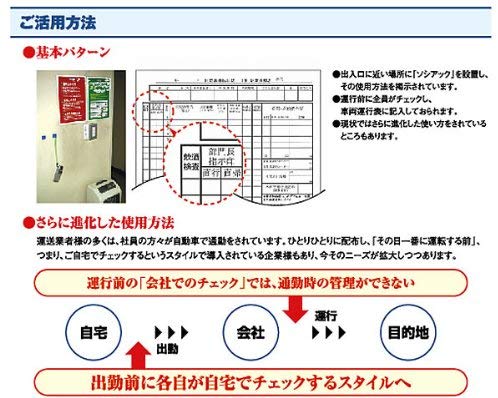 ご活用方法
●基本パターン
●出入口に近い場所に「ソシアック」を設置し、
その使用方法を掲示されています。
●運行前に全員がチェックし、
車両運行表に記入しておられます。
●現状ではさらに進化した使い方をされている
ところもあります。
飲酒
検査
部門長
指示印
直行
直帰
●さらに進化した使用方法
運送業者様の多くは、社員の方々が自動車で通勤をされています。ひとりひとりに配布し、「その日一番に運転する前」、
つまり、ご自宅でチェックするというスタイルで導入されている企業様もあり、今そのニーズが拡大しつつあります。
運行前の「会社でのチェック」では、通勤時の管理ができない
自宅
出勤
会社
運行
目的地
出勤前に各自が自宅でチェックするスタイルへ